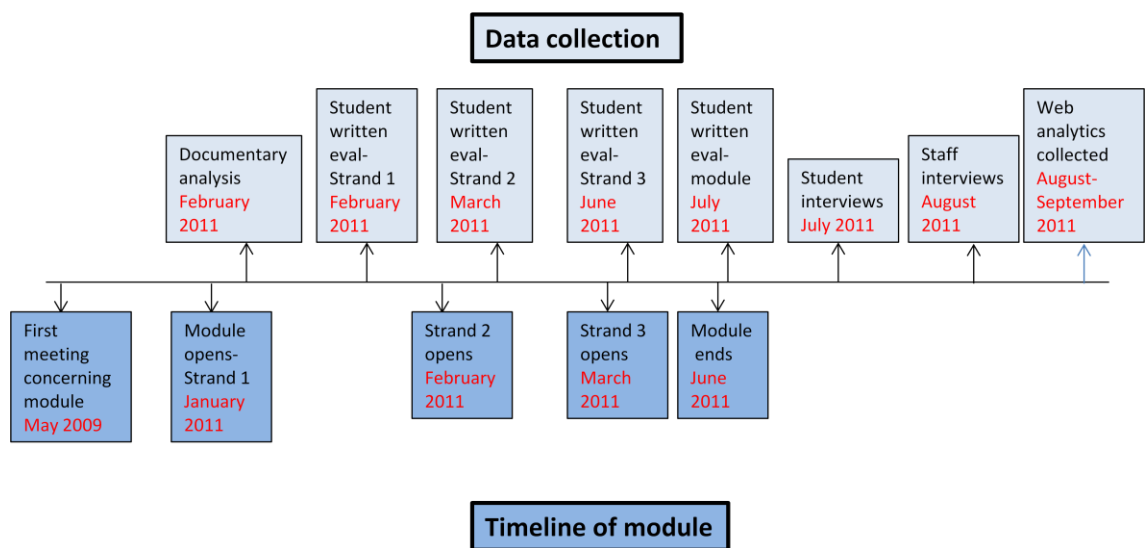 Data collection
Documentary
analysis
February
2011
Student
written
eval-
Strand 1
February
2011
Student
written
eval-
Strand 2
March
2011
Student
written
eval-
Strand 3
June
2011
Student
written
eval-
module
July
2011
Student
interviews
July 2011
Staff
interviews
August
2011
Web
analytics
collected
August-
September
2011
First
meeting
concerning
module
May 2009
Module
opens-
Strand 1
January
2011
Strand 2
opens
February
2011
Strand 3
opens
March
2011
Module
ends
June
2011
Timeline of module